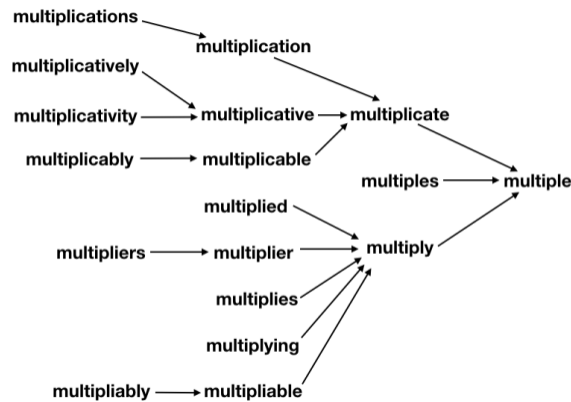 multiplications
multiplication
multiplicatively
multiplicativity
multiplicative
multiplicate
multiplicably
multiplicable
multiples
multiple
multiplied
multipliers
multiplier
multiply
multiplies
multiplying
multipliably
multipliable